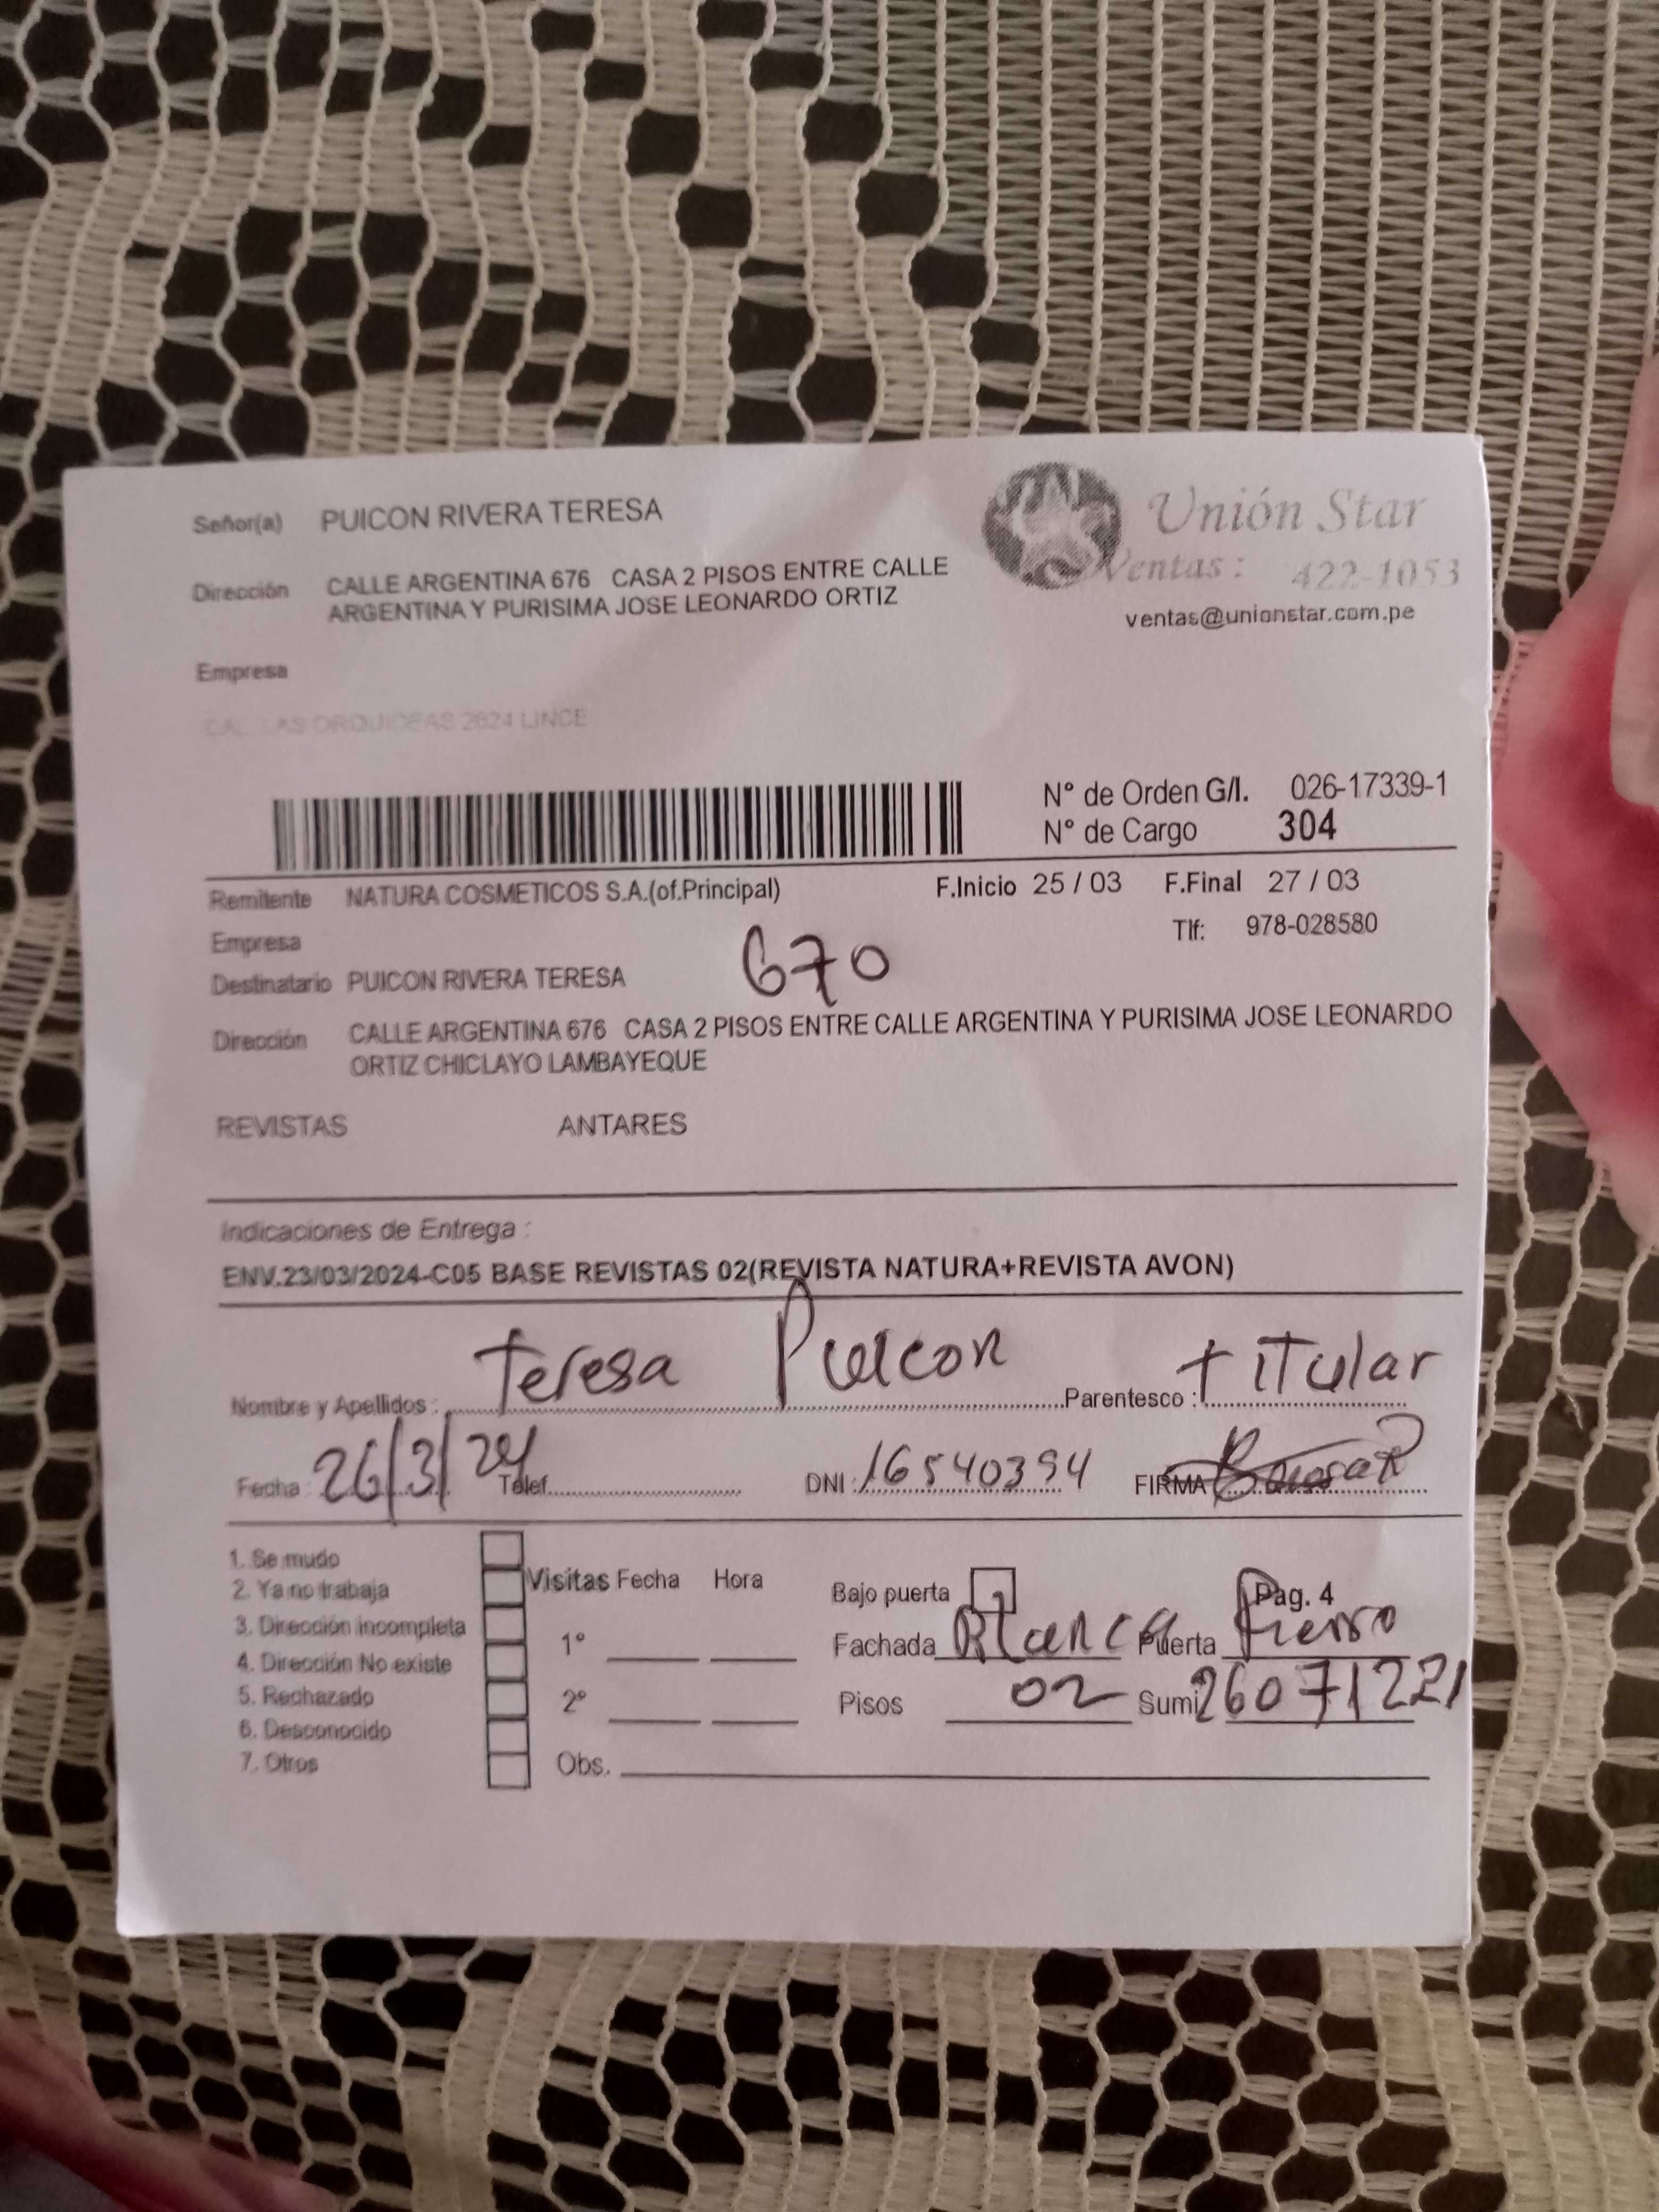 Señor(a) PUICON RIVERA TERESA
Unión Star
Ventas : 422-1053
ventas@unionstar.com.pe
Dirección CALLE ARGENTINA 676 CASA 2 PISOS ENTRE CALLE
ARGENTINA Y PURISIMA JOSE LEONARDO ORTIZ
Empresa
LAS ORQUIDEAS 2624 LINCE
N° de Orden G/I. 026-17339-1
N° de Cargo 304
Remitente NATURA COSMETICOS S.A.(of.Principal) F.Inicio 25 / 03 F.Final 27 / 03
Empresa Tlf: 978-028580
670
Destinatario PUICON RIVERA TERESA
Dirección CALLE ARGENTINA 676 CASA 2 PISOS ENTRE CALLE ARGENTINA Y PURISIMA JOSE LEONARDO
ORTIZ CHICLAYO LAMBAYEQUE
REVISTAS ANTARES
Indicaciones de Entrega :
ENV.23/03/2024-C05 BASE REVISTAS 02(REVISTA NATURA+REVISTA AVON)
Nombre y Apellidos : Teresa Puicon Parentesco : titular
Fecha : 26/3/24 Telef. DNI : 16540394 FIRMA
1. Se mudo
2. Ya no trabaja
3. Dirección incompleta
4. Dirección No existe
5. Rechazado
6. Desconocido
7. Otros
Visitas Fecha Hora
1°
2°
Obs.
Bajo puerta Pag. 4
Fachada Blanca Puerta Fierro
Pisos 02 Sumi 26071221